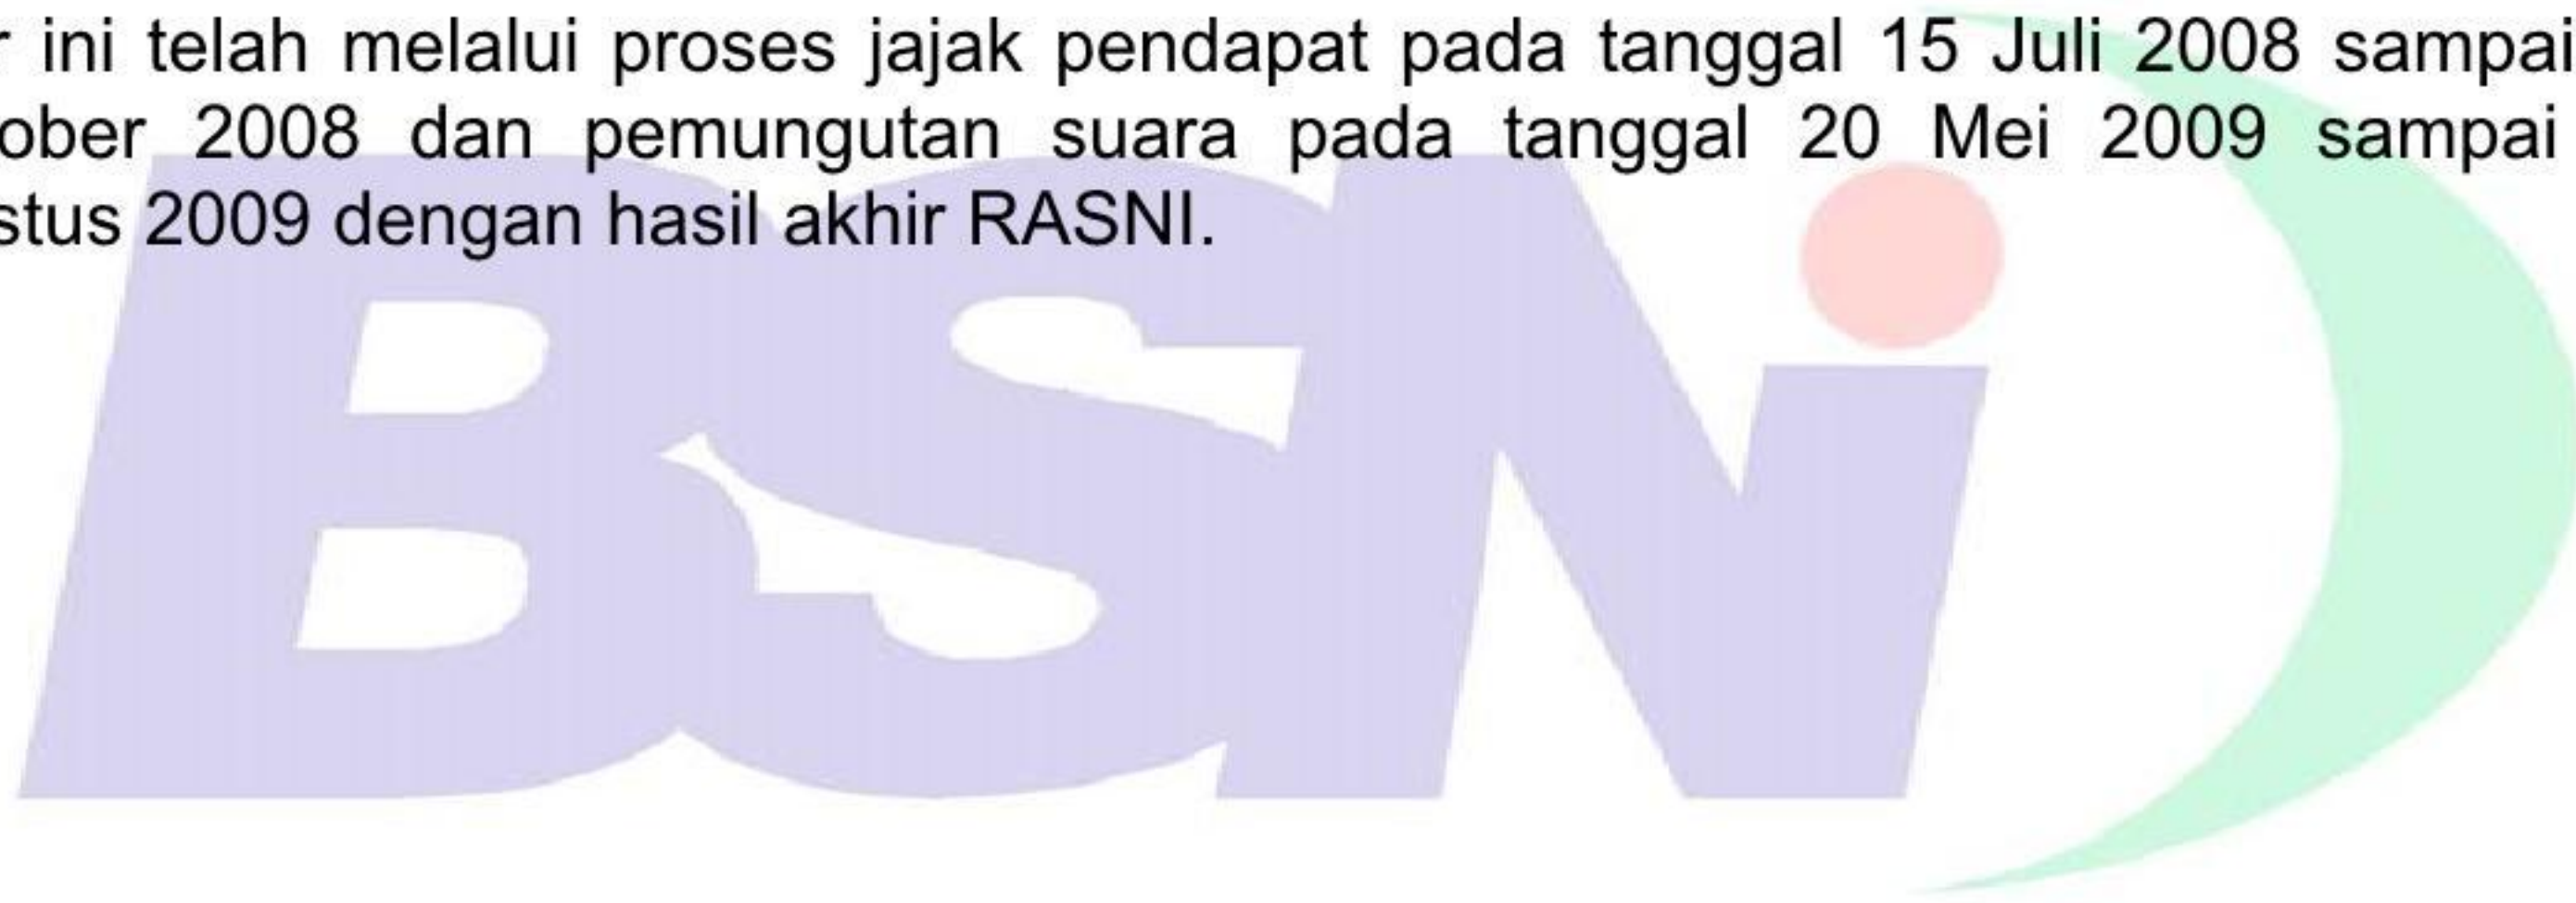 r ini telah melalui proses jajak pendapat pada tanggal 15 Juli 2008 sampai
ober 2008 dan pemungutan suara pada tanggal 20 Mei 2009 sampai
stus 2009 dengan hasil akhir RASNI.
BSNi